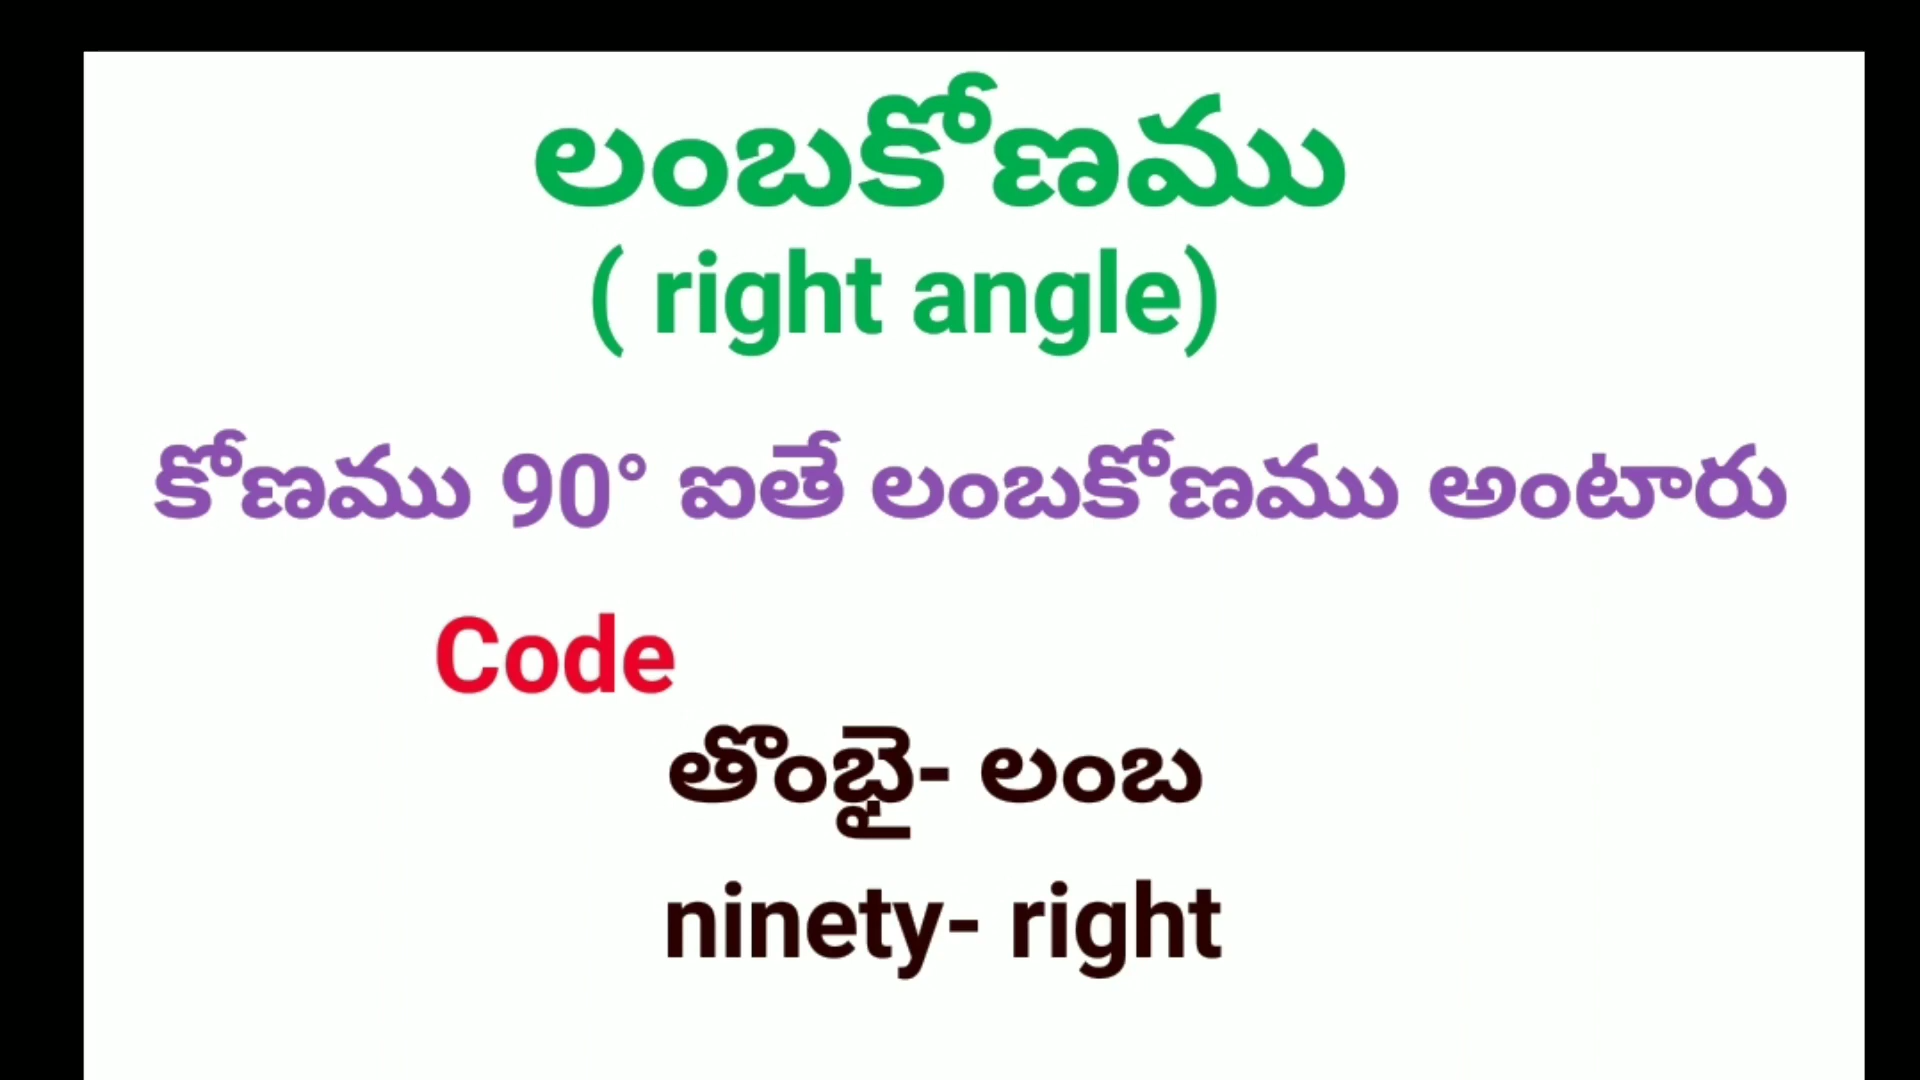 లంబకోణము
( right angle)
కోణము 90° ఐతే లంబకోణము అంటారు
Code
తొంభై- లంబ
ninety- right